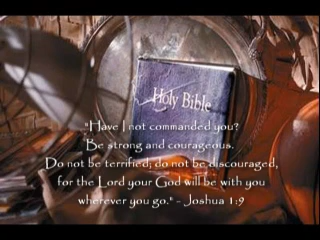 Holy Bible
"Have I not commanded you?
Be strong and courageous.
Do not be terrified; do not be discouraged,
for the Lord your God will be with you
wherever you go." - Joshua 1:9